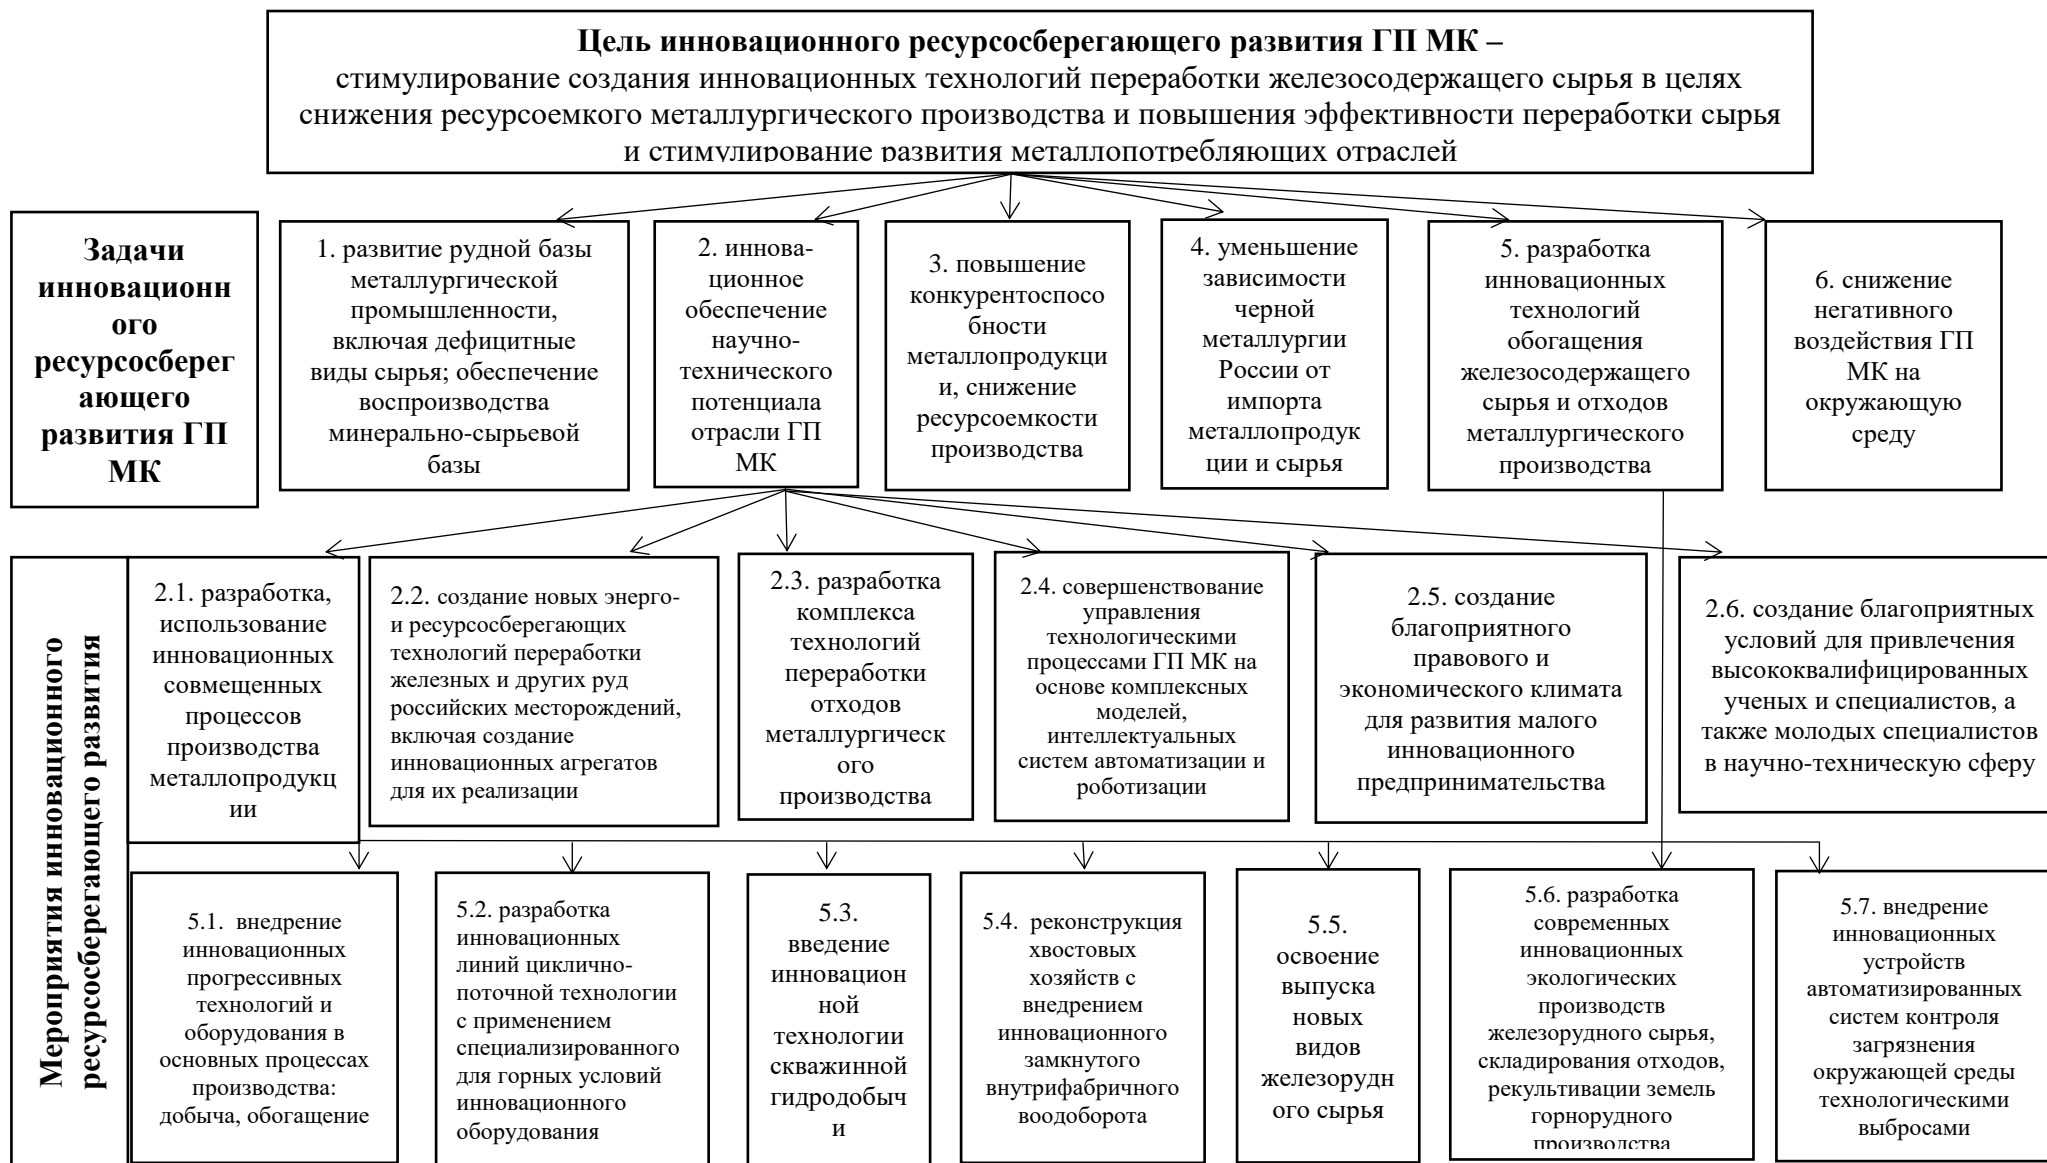 Цель инновационного ресурсосберегающего развития ГП МК –
стимулирование создания инновационных технологий переработки железосодержащего сырья в целях
снижения ресурсоемкого металлургического производства и повышения эффективности переработки сырья
и стимулирование развития металлопотребляющих отраслей
Задачи
инновационн
ого
ресурсосберег
ающего
развития ГП
МК
1. развитие рудной базы
металлургической
промышленности,
включая дефицитные
виды сырья; обеспечение
воспроизводства
минерально-сырьевой
базы
2. иннова-
ционное
обеспечение
научно-
технического
потенциала
отрасли ГП
МК
3. повышение
конкурентоспосо
бности
металлопродукци
и, снижение
ресурсоемкости
производства
4. уменьшение
зависимости
черной
металлургии
России от
импорта
металлопродук
ции и сырья
5. разработка
инновационных
технологий
обогащения
железосодержащего
сырья и отходов
металлургического
производства
6. снижение
негативного
воздействия ГП
МК на
окружающую
среду
Мероприятия инновационного
ресурсосберегающего развития
2.1. разработка,
использование
инновационных
совмещенных
процессов
производства
металлопродукц
ии
2.2. создание новых энерго-
и ресурсосберегающих
технологий переработки
железных и других руд
российских месторождений,
включая создание
инновационных агрегатов
для их реализации
2.3. разработка
комплекса
технологий
переработки
отходов
металлургическ
ого
производства
2.4. совершенствование
управления
технологическими
процессами ГП МК на
основе комплексных
моделей,
интеллектуальных
систем автоматизации и
роботизации
2.5. создание
благоприятного
правового и
экономического климата
для развития малого
инновационного
предпринимательства
2.6. создание благоприятных
условий для привлечения
высококвалифицированных
ученых и специалистов, а
также молодых специалистов
в научно-техническую сферу
5.1. внедрение
инновационных
прогрессивных
технологий и
оборудования в
основных процессах
производства:
добыча, обогащение
5.2. разработка
инновационных
линий циклично-
поточной технологии
с применением
специализированного
для горных условий
инновационного
оборудования
5.3.
введение
инновацион
ной
технологии
скважинной
гидродобыч
и
5.4. реконструкция
хвостовых
хозяйств с
внедрением
инновационного
замкнутого
внутрифабричного
воодоборота
5.5.
освоение
выпуска
новых
видов
железорудн
ого сырья
5.6. разработка
современных
инновационных
экологических
производств
железорудного сырья,
складирования отходов,
рекультивации земель
горнорудного
производства
5.7. внедрение
инновационных
устройств
автоматизированных
систем контроля
загрязнения
окружающей среды
технологическими
выбросами